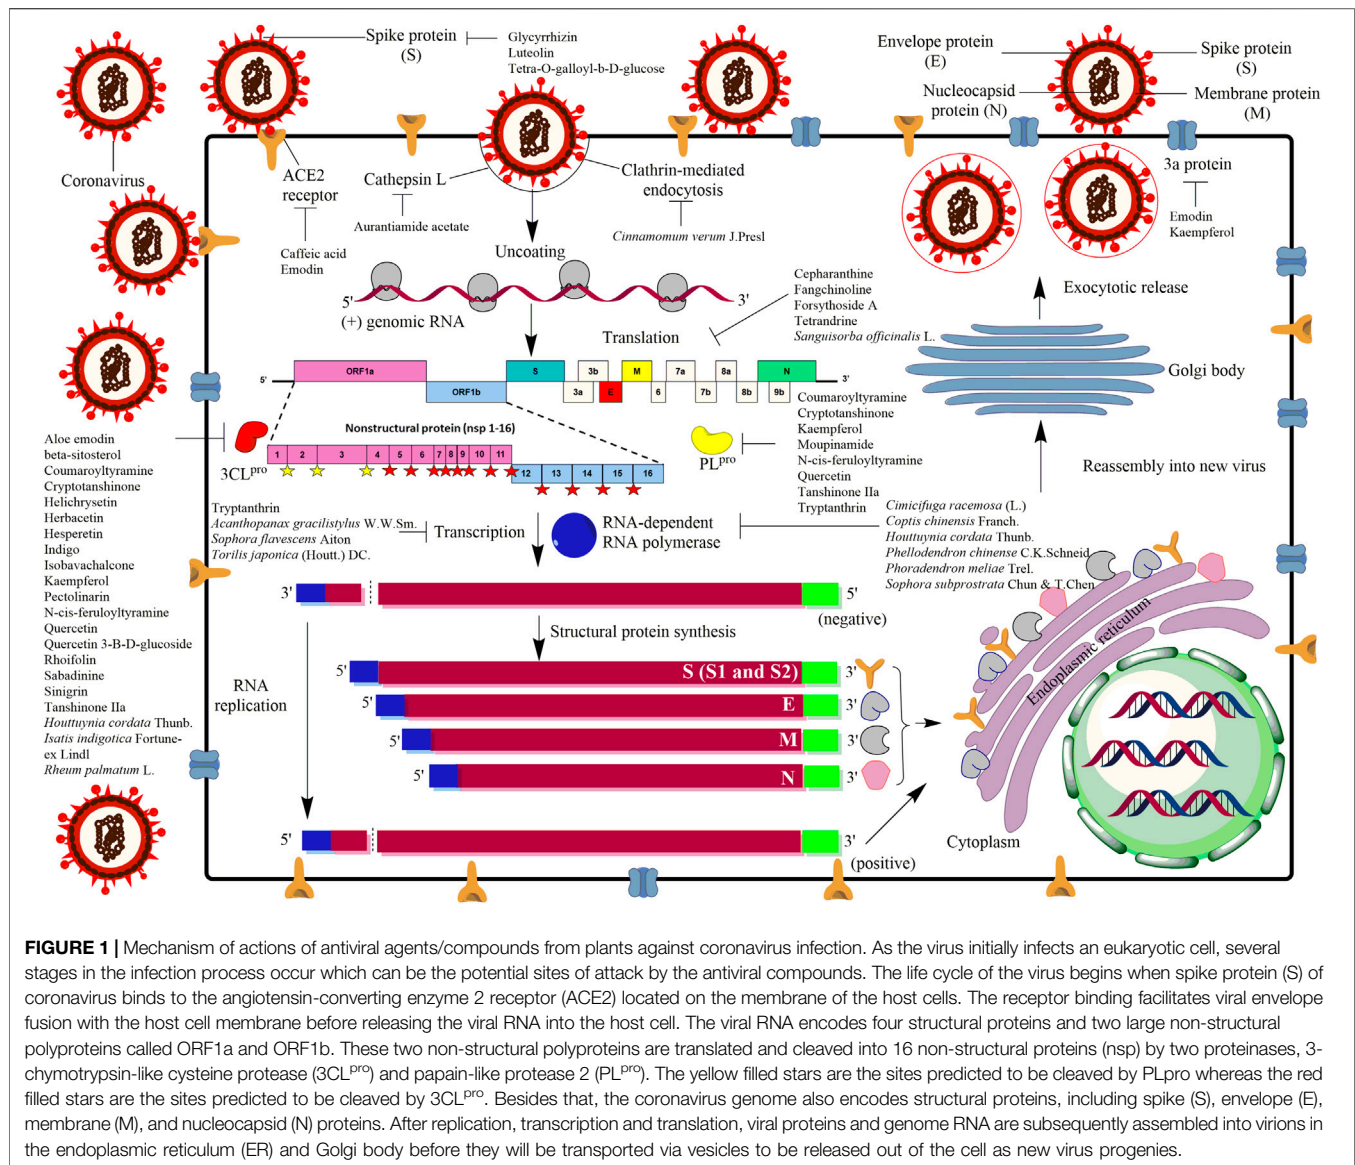 Spike protein
(S)
Glycyrrhizin
Luteolin
Tetra-O-galloyl-b-D-glucose
Envelope protein
(E)
Spike protein
(S)
Nucleocapsid
protein (N)
Membrane protein
(M)
Coronavirus
ACE2
receptor
Caffeic acid
Emodin
Cathepsin L
Aurantiamide acetate
Clathrin-mediated
endocytosis
Cinnamomum verum J.Presl
3a protein
Emodin
Kaempferol
Uncoating
5'
3'
(+) genomic RNA
Translation
Cepharanthine
Fangchinoline
Forsythoside A
Tetrandrine
Sanguisorba officinalis L.
Exocytotic release
Golgi body
Reassembly into new virus
5'
ORF1a
ORF1b
S
3a
3b
E
M
6
7a
7b
8a
8b
9b
N
3'
Nonstructural protein (nsp 1-16)
1 2 3 4 5 6 7 8 9 10 11
12 13 14 15 16
3CLpro
PLpro
Coumaroyltyramine
Cryptotanshinone
Kaempferol
Moupinamide
N-cis-feruloyltyramine
Quercetin
Tanshinone IIa
Tryptanthrin
Aloe emodin
beta-sitosterol
Coumaroyltyramine
Cryptotanshinone
Helichrysetin
Herbacetin
Hesperetin
Indigo
Isobavachalcone
Kaempferol
Pectolinarin
N-cis-feruloyltyramine
Quercetin
Quercetin 3-B-D-glucoside
Rhoifolin
Sabadinine
Sinigrin
Tanshinone IIa
Houttuynia cordata Thunb.
Isatis indigotica Fortune-
ex Lindl
Rheum palmatum L.
Tryptanthrin
Acanthopanax gracilistylus W.W.Sm.
Sophora flavescens Aiton
Torilis japonica (Houtt.) DC.
Transcription
RNA-dependent
RNA polymerase
Cimicifuga racemosa (L.)
Coptis chinensis Franch.
Houttuynia cordata Thunb.
Phellodendron chinense C.K.Schneid
Phoradendron meliae Trel.
Sophora subprostrata Chun & T.Chen
3'
5'
(negative)
Structural protein synthesis
RNA
replication
5'
S (S1 and S2)
3'
5'
E
3'
5'
M
3'
5'
N
3'
5'
3'
(positive)
Endoplasmic reticulum
Cytoplasm
FIGURE 1 | Mechanism of actions of antiviral agents/compounds from plants against coronavirus infection. As the virus initially infects an eukaryotic cell, several
stages in the infection process occur which can be the potential sites of attack by the antiviral compounds. The life cycle of the virus begins when spike protein (S) of
coronavirus binds to the angiotensin-converting enzyme 2 receptor (ACE2) located on the membrane of the host cells. The receptor binding facilitates viral envelope
fusion with the host cell membrane before releasing the viral RNA into the host cell. The viral RNA encodes four structural proteins and two large non-structural
polyproteins called ORF1a and ORF1b. These two non-structural polyproteins are translated and cleaved into 16 non-structural proteins (nsp) by two proteinases, 3-
chymotrypsin-like cysteine protease (3CLpro) and papain-like protease 2 (PLpro). The yellow filled stars are the sites predicted to be cleaved by PLpro whereas the red
filled stars are the sites predicted to be cleaved by 3CLpro. Besides that, the coronavirus genome also encodes structural proteins, including spike (S), envelope (E),
membrane (M), and nucleocapsid (N) proteins. After replication, transcription and translation, viral proteins and genome RNA are subsequently assembled into virions in
the endoplasmic reticulum (ER) and Golgi body before they will be transported via vesicles to be released out of the cell as new virus progenies.